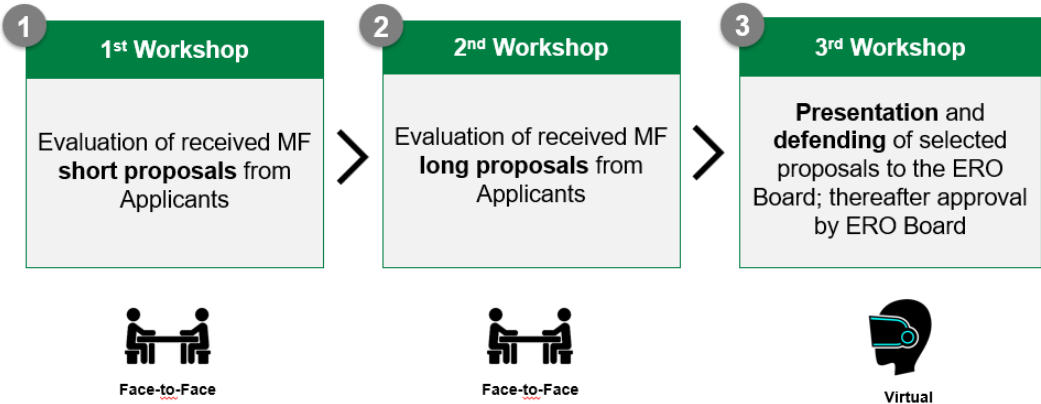 1
1st Workshop
Evaluation of received MF
short proposals from
Applicants
Face-to-Face
2
2nd Workshop
Evaluation of received MF
long proposals from
Applicants
Face-to-Face
3
3rd Workshop
Presentation and
defending of selected
proposals to the ERO
Board; thereafter approval
by ERO Board
Virtual